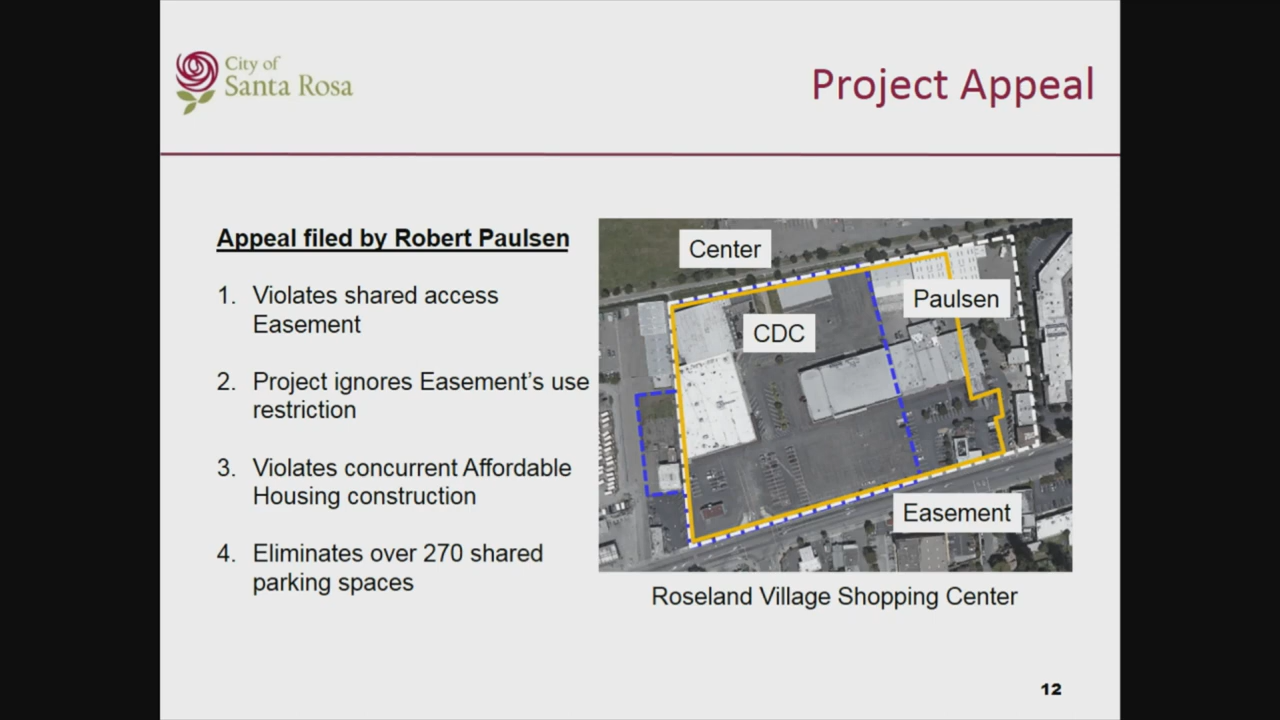 City of
Santa Rosa
Project Appeal
Appeal filed by Robert Paulsen
1. Violates shared access
Easement
2. Project ignores Easement's use
restriction
3. Violates concurrent Affordable
Housing construction
4. Eliminates over 270 shared
parking spaces
Center
Paulsen
CDC
Easement
Roseland Village Shopping Center
12